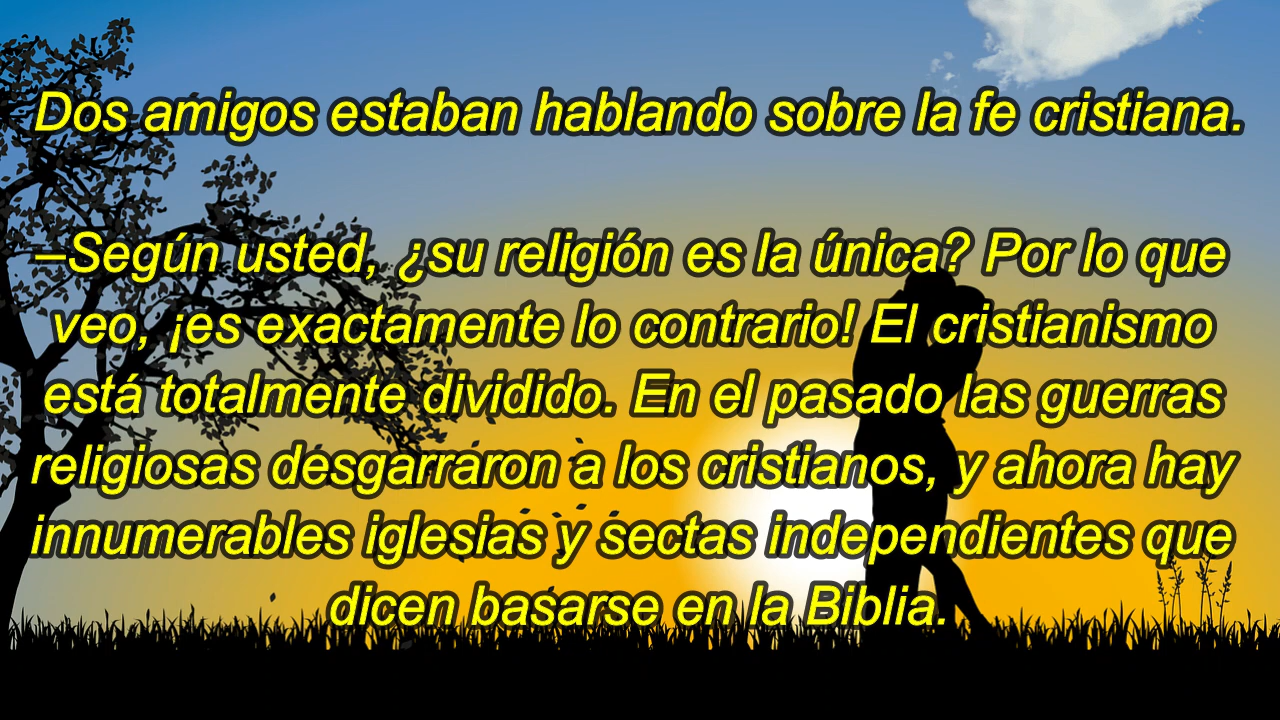 Dos amigos estaban hablando sobre la fe cristiana.
–Según usted, ¿su religión es la única? Por lo que
veo, ¡es exactamente lo contrario! El cristianismo
está totalmente dividido. En el pasado las guerras
religiosas desgarraron a los cristianos, y ahora hay
innumerables iglesias y sectas independientes que
dicen basarse en la Biblia.